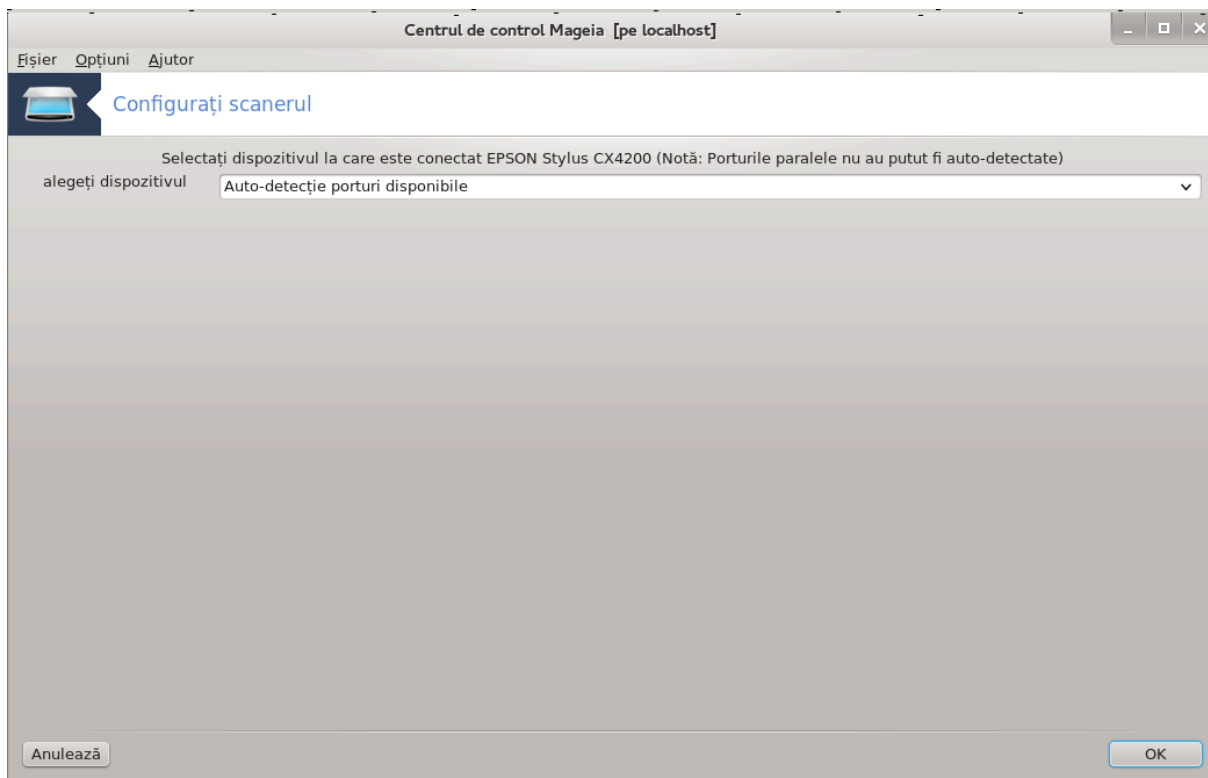 Centrul de control Mageia [pe localhost]
Fișier Opțiuni Ajutor
Configurați scanerul
Selectați dispozitivul la care este conectat EPSON Stylus CX4200 (Notă: Porturile paralele nu au putut fi auto-detectate)
alegeți dispozitivul Auto-detecție porturi disponibile
Anulează OK